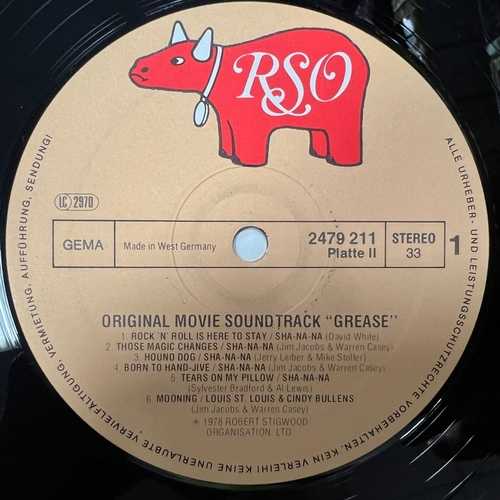 RSO
LC 2970
GEMA
Made in West Germany
2479 211
Platte II
STEREO
33
1
ORIGINAL MOVIE SOUNDTRACK "GREASE"
1. ROCK 'N' ROLL IS HERE TO STAY / SHA-NA-NA (David White)
2. THOSE MAGIC CHANGES / SHA-NA-NA (Jim Jacobs & Warren Casey)
3. HOUND DOG / SHA-NA-NA (Jerry Leiber & Mike Stoller)
4. BORN TO HAND-JIVE / SHA-NA-NA (Jim Jacobs & Warren Casey)
5. TEARS ON MY PILLOW / SHA-NA-NA
(Sylvester Bradford & Al Lewis)
6. MOONING / LOUIS ST. LOUIS & CINDY BULLENS
(Jim Jacobs & Warren Casey)
℗ 1978 ROBERT STIGWOOD
ORGANISATION, LTD.
ALLE URHEBER- UND LEISTUNGSSCHUTZRECHTE VORBEHALTEN. KEIN VERLEIH! KEINE UNERLAUBTE VERVIELFÄLTIGUNG, VERMIETUNG, AUFFÜHRUNG, SENDUNG!